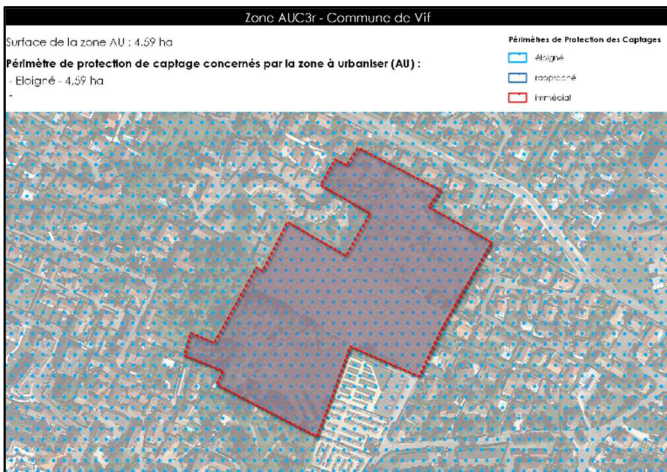 Zone AUC3r - Commune de Vif
Surface de la zone AU : 4.59 ha
Périmètre de protection de captage concernés par la zone à urbaniser (AU) :
- Eloigné - 4,59 ha
-
Périmètres de Protection des Captages
éloigné
rapproché
immédiat